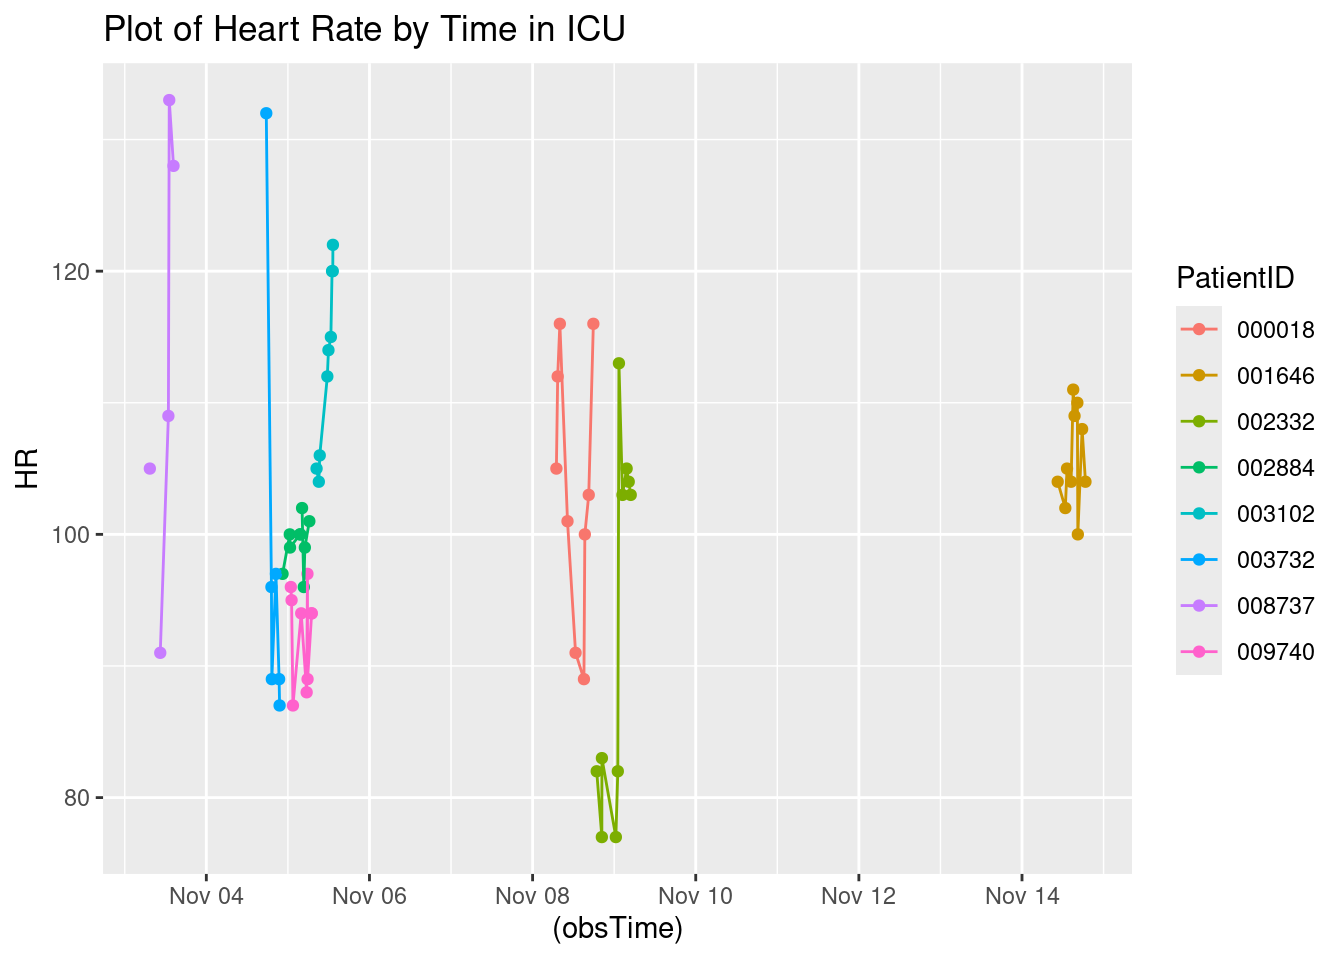 Plot of Heart Rate by Time in ICU
HR
120
100
80
Nov 04
Nov 06
Nov 08
Nov 10
Nov 12
Nov 14
(obsTime)
PatientID
000018
001646
002332
002884
003102
003732
008737
009740